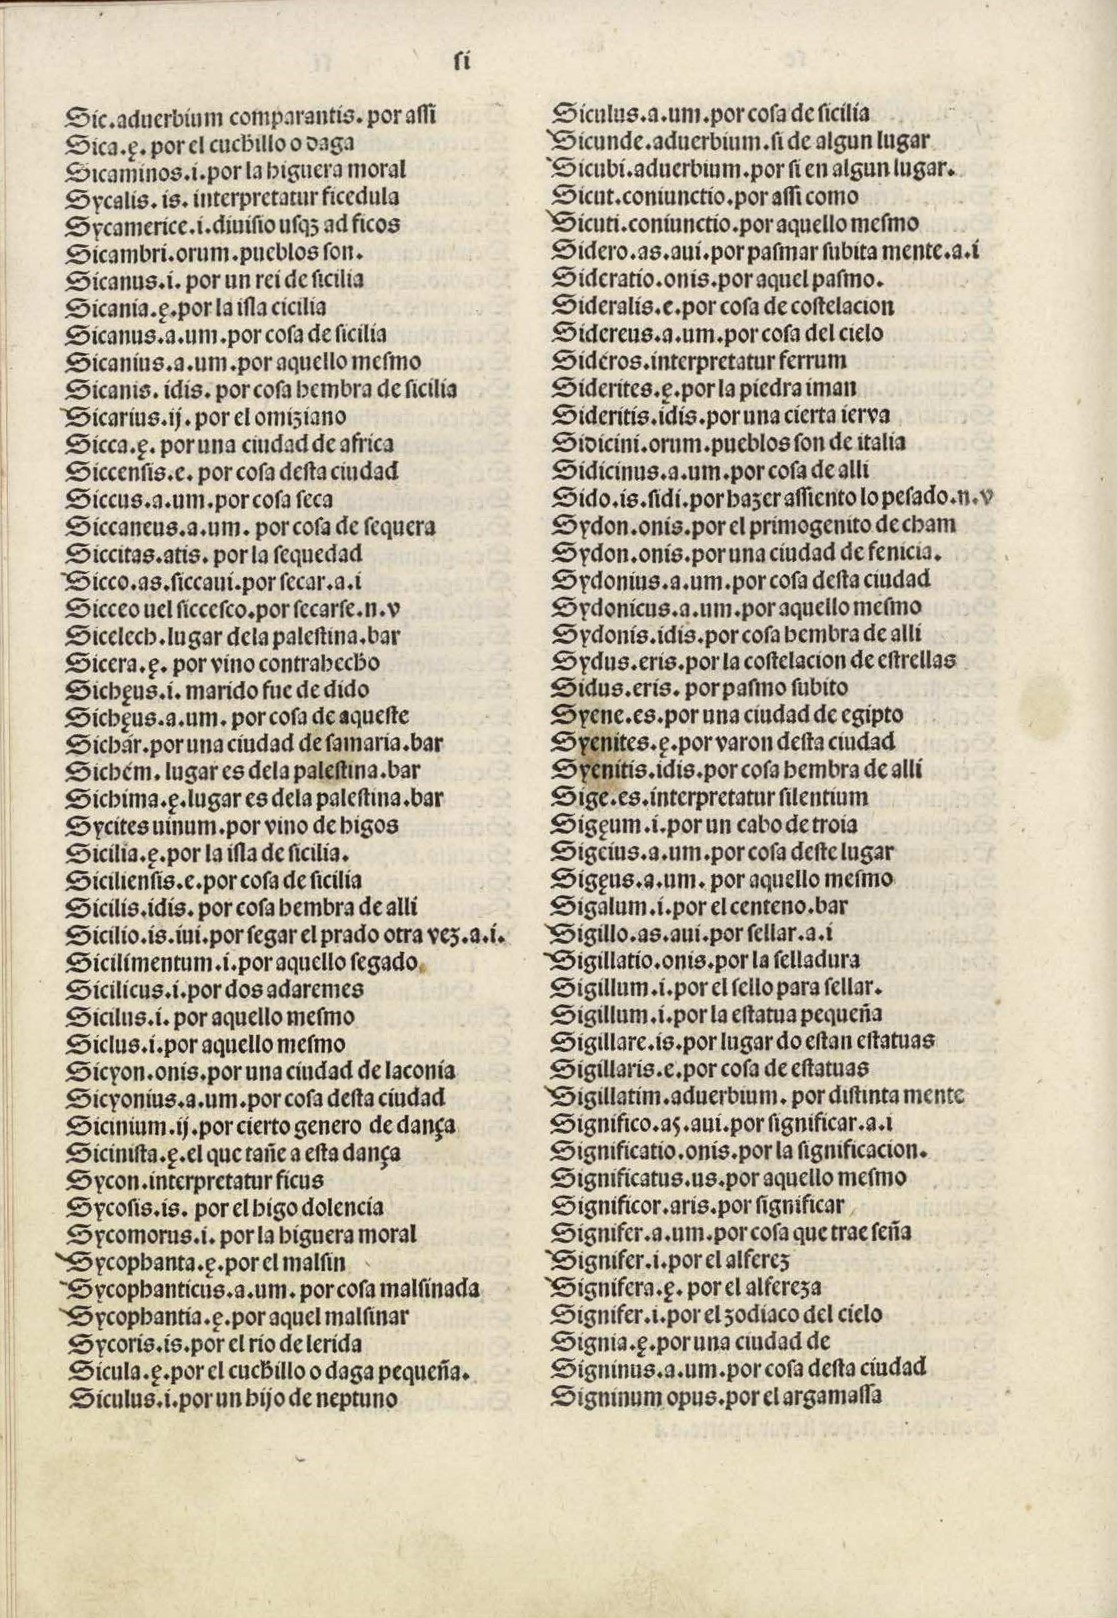 si
Sic.aduerbium comparantis.por assi
Sica.ę.por el cuchillo o daga
Sicaminos.i.por la higuera moral
Sycalis.is.interpretatur ficedula
Sycamerice.i.diuisio usqꝫ ad ficos
Sicambri.orum.pueblos son.
Sicanus.i.por un rei de sicilia
Sicania.ę.por la isla cicilia
Sicanus.a.um.por cosa de sicilia
Sicanius.a.um.por aquello mesmo
Sicanis.idis.por cosa hembra de sicilia
Sicarius.ij.por el omiziano
Sicca.ę.por una ciudad de africa
Siccensis.e.por cosa desta ciudad
Siccus.a.um.por cosa seca
Siccaneus.a.um.por cosa de sequera
Siccitas.atis.por la sequedad
Sicco.as.siccaui.por secar.a.i
Sicceo uel siccesco.por secarse.n.v
Sicelech.lugar dela palestina.bar
Sicera.ę.por vino contrahecho
Sichęus.i.marido fue de dido
Sichęus.a.um.por cosa de aqueste
Sichár.por una ciudad de samaria.bar
Sichém.lugar es dela palestina.bar
Sichima.ę.lugar es dela palestina.bar
Sycites uinum.por vino de higos
Sicilia.ę.por la isla de sicilia.
Siciliensis.e.por cosa de sicilia
Sicilis.idis.por cosa hembra de alli
Sicilio.is.iui.por segar el prado otra vez.a.i.
Sicilimentum.i.por aquello segado.
Sicilicus.i.por dos adaremes
Sicilus.i.por aquello mesmo
Siclus.i.por aquello mesmo
Sicyon.onis.por una ciudad de laconia
Sicyonius.a.um.por cosa desta ciudad
Sicinium.ij.por cierto genero de dança
Sicinista.ę.el que tañe a esta dança
Sycon.interpretatur ficus
Sycosis.is.por el higo dolencia
Sycomorus.i.por la higuera moral
Sycophanta.ę.por el malsin
Sycophanticus.a.um.por cosa malsinada
Sycophantia.ę.por aquel malsinar
Sycoris.is.por el rio de lerida
Sicula.ę.por el cuchillo o daga pequeña.
Siculus.i.por un hijo de neptuno
Siculus.a.um.por cosa de sicilia
Sicunde.aduerbium.si de algun lugar
Sicubi.aduerbium.por si en algun lugar.
Sicut.coniunctio.por assi como
Sicuti.coniunctio.por aquello mesmo
Sidero.as.aui.por pasmar subita mente.a.i
Sideratio.onis.por aquel pasmo.
Sideralis.e.por cosa de costelacion
Sidereus.a.um.por cosa del cielo
Sidéros.interpretatur ferrum
Siderites.ę.por la piedra iman
Sideritis.idis.por una cierta ierva
Sidicini.orum.pueblos son de italia
Sidicinus.a.um.por cosa de alli
Sido.is.sidi.por hazer assiento lo pesado.n.v
Sydon.onis.por el primogenito de cham
Sydon.onis.por una ciudad de fenicia.
Sydonius.a.um.por cosa desta ciudad
Sydonicus.a.um.por aquello mesmo
Sydonis.idis.por cosa hembra de alli
Sydus.eris.por la costelacion de estrellas
Sidus.eris.por pasmo subito
Syene.es.por una ciudad de egipto
Syenites.ę.por varon desta ciudad
Syenitis.idis.por cosa hembra de alli
Sige.es.interpretatur silentium
Sigęum.i.por un cabo de troia
Sigeius.a.um.por cosa deste lugar
Sigęus.a.um.por aquello mesmo
Sigalum.i.por el centeno.bar
Sigillo.as.aui.por sellar.a.i
Sigillatio.onis.por la selladura
Sigillum.i.por el sello para sellar.
Sigillum.i.por la estatua pequeña
Sigillare.is.por lugar do estan estatuas
Sigillaris.e.por cosa de estatuas
Sigillatim.aduerbium.por distinta mente
Significo.as.aui.por significar.a.i
Significatio.onis.por la significacion.
Significatus.us.por aquello mesmo
Significor.aris.por significar
Signifer.a.um.por cosa que trae seña
Signifer.i.por el alferez
Signifera.ę.por el alfereza
Signifer.i.por el zodiaco del cielo
Signia.ę.por una ciudad de
Signinus.a.um.por cosa desta ciudad
Signinum opus.por el argamassa